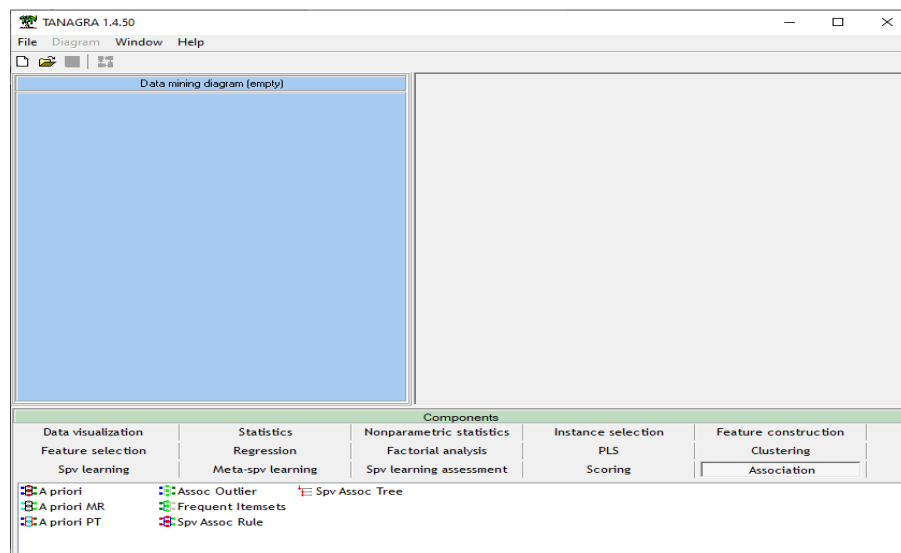 TANAGRA 1.4.50
File Diagram Window Help
Data mining diagram (empty)
Components
Data visualization Statistics Nonparametric statistics Instance selection Feature construction
Feature selection Regression Factorial analysis PLS Clustering
Spv learning Meta-spv learning Spv learning assessment Scoring Association
A priori Assoc Outlier Spv Assoc Tree
A priori MR Frequent Itemsets
A priori PT Spv Assoc Rule